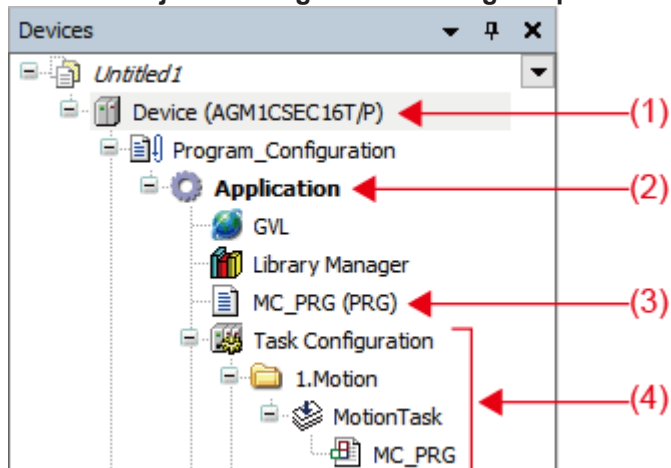 Devices
Untitled1
Device (AGM1CSEC16T/P)
(1)
Program_Configuration
Application
(2)
GVL
Library Manager
MC_PRG (PRG)
(3)
Task Configuration
1.Motion
(4)
MotionTask
MC_PRG